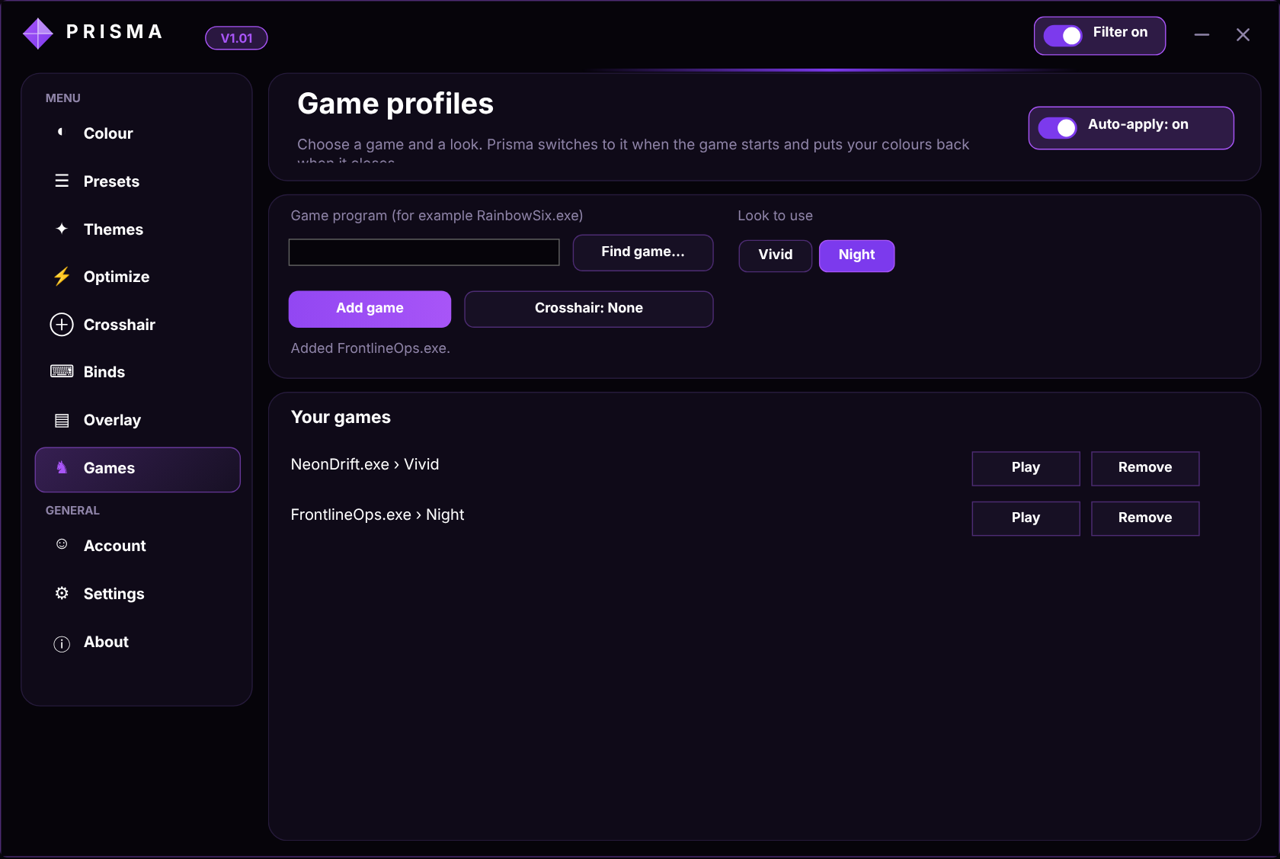 PRISMA
V1.01
Filter on
MENU
Colour
Presets
Themes
Optimize
Crosshair
Binds
Overlay
Games
GENERAL
Account
Settings
About
Game profiles
Choose a game and a look. Prisma switches to it when the game starts and puts your colours back
when it closes.
Auto-apply: on
Game program (for example RainbowSix.exe)
Look to use
Find game...
Vivid
Night
Add game
Crosshair: None
Added FrontlineOps.exe.
Your games
NeonDrift.exe › Vivid
Play
Remove
FrontlineOps.exe › Night
Play
Remove